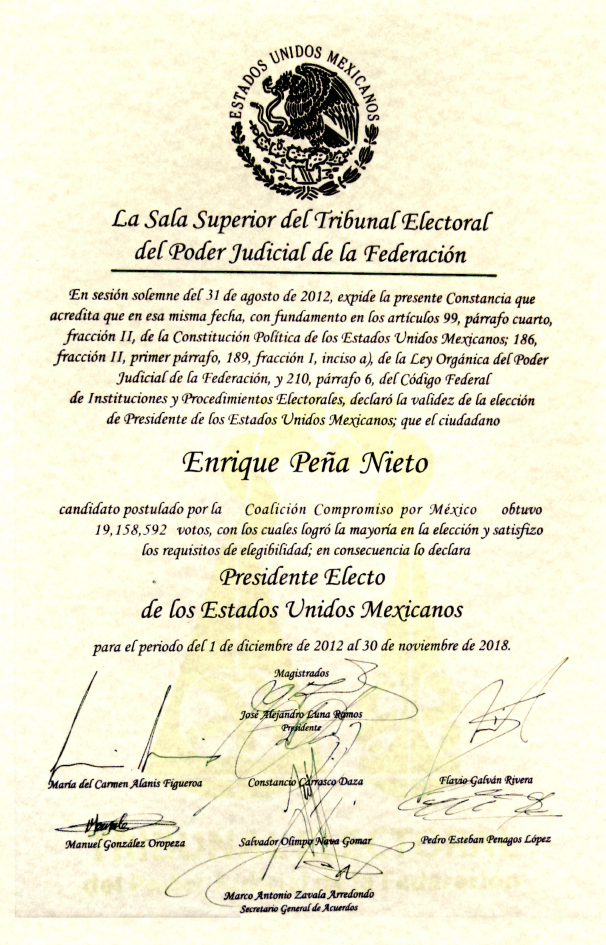 ESTADOS UNIDOS MEXICANOS
La Sala Superior del Tribunal Electoral
del Poder Judicial de la Federación
En sesión solemne del 31 de agosto de 2012, expide la presente Constancia que
acredita que en esa misma fecha, con fundamento en los artículos 99, párrafo cuarto,
fracción II, de la Constitución Política de los Estados Unidos Mexicanos; 186,
fracción II, primer párrafo, 189, fracción I, inciso a), de la Ley Orgánica del Poder
Judicial de la Federación, y 210, párrafo 6, del Código Federal
de Instituciones y Procedimientos Electorales, declaró la validez de la elección
de Presidente de los Estados Unidos Mexicanos; que el ciudadano
Enrique Peña Nieto
candidato postulado por la Coalición Compromiso por México obtuvo
19,158,592 votos, con los cuales logró la mayoría en la elección y satisfizo
los requisitos de elegibilidad; en consecuencia lo declara
Presidente Electo
de los Estados Unidos Mexicanos
para el periodo del 1 de diciembre de 2012 al 30 de noviembre de 2018.
Magistrados
José Alejandro Luna Ramos
Presidente
María del Carmen Alanis Figueroa Constancio Carrasco Daza Flavio Galván Rivera
Manuel González Oropeza Salvador Olimpo Nava Gomar Pedro Esteban Penagos López
Marco Antonio Zavala Arredondo
Secretario General de Acuerdos